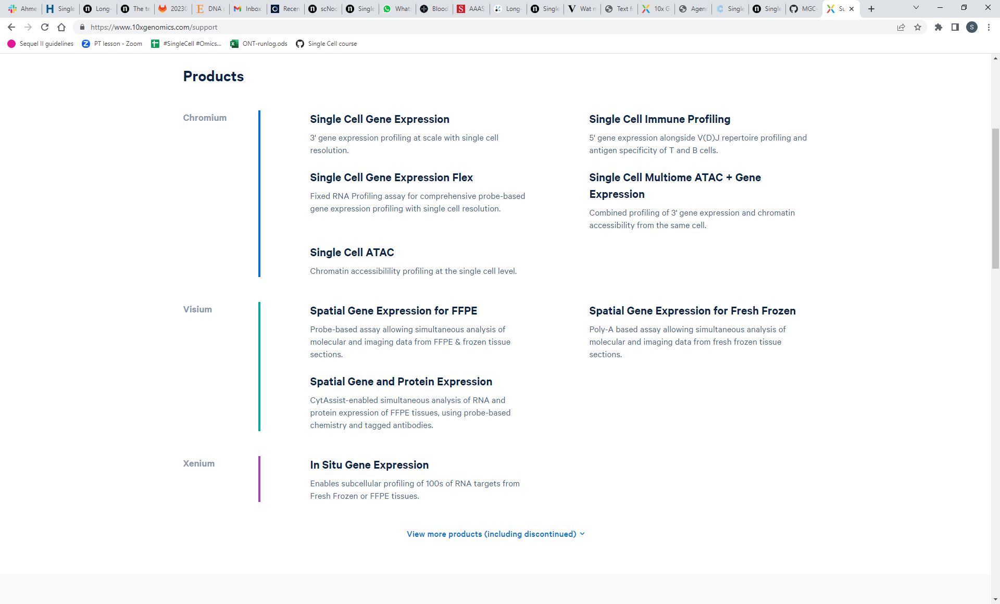 Ahme
Single
Long-
The te
20230
DNA
Inbox
Recen
scNo
Single
Whats
Blood
AAAS
Long-
Single
Wat n
Text f
10x G
Agen
Single
Single
MGC-
Su
https://www.10xgenomics.com/support
S
Sequel II guidelines
PT lesson - Zoom
#SingleCell #Omics...
ONT-runlog.ods
Single Cell course
Products
Chromium
Single Cell Gene Expression
3' gene expression profiling at scale with single cell
resolution.
Single Cell Immune Profiling
5' gene expression alongside V(D)J repertoire profiling and
antigen specificity of T and B cells.
Single Cell Gene Expression Flex
Fixed RNA Profiling assay for comprehensive probe-based
gene expression profiling with single cell resolution.
Single Cell Multiome ATAC + Gene
Expression
Combined profiling of 3' gene expression and chromatin
accessibility from the same cell.
Single Cell ATAC
Chromatin accessibilility profiling at the single cell level.
Visium
Spatial Gene Expression for FFPE
Probe-based assay allowing simultaneous analysis of
molecular and imaging data from FFPE & frozen tissue
sections.
Spatial Gene Expression for Fresh Frozen
Poly-A based assay allowing simultaneous analysis of
molecular and imaging data from fresh frozen tissue
sections.
Spatial Gene and Protein Expression
CytAssist-enabled simultaneous analysis of RNA and
protein expression of FFPE tissues, using probe-based
chemistry and tagged antibodies.
Xenium
In Situ Gene Expression
Enables subcellular profiling of 100s of RNA targets from
Fresh Frozen or FFPE tissues.
View more products (including discontinued)